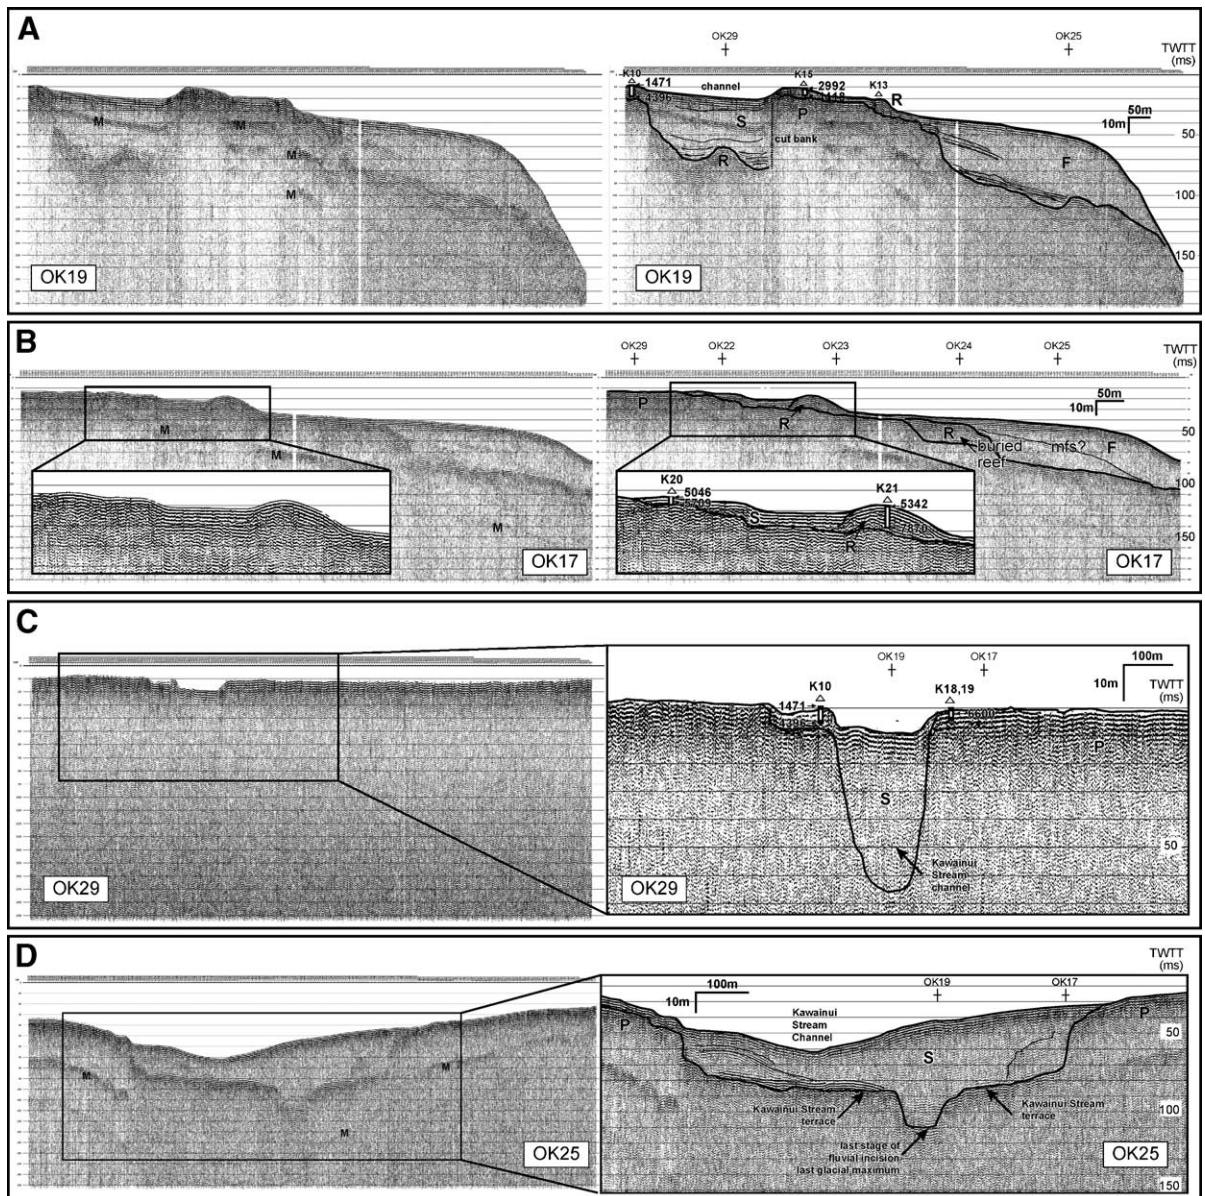 A
OK29
OK25
TWTT
(ms)
K10
1471
4396
channel
K15
2992
K13
R
P
S
cut bank
R
F
50m
10m
50
100
150
M
M
M
M
OK19
B
OK29
OK22
OK23
OK24
OK25
TWTT
(ms)
P
R
R
buried
reef
mfs?
F
50m
10m
50
100
150
M
M
M
K20
5046
K21
5342
S
R
OK17
OK17
C
OK19
OK17
100m
10m
TWTT
(ms)
K10
1471
K18,19
P
S
50
Kawainui
Stream
channel
OK29
OK29
D
TWTT
(ms)
100m
10m
OK19
OK17
Kawainui
Stream
Channel
P
P
S
50
100
150
Kawainui Stream
terrace
Kawainui Stream
terrace
last stage of
fluvial incision
last glacial maximum
M
M
M
OK25
OK25